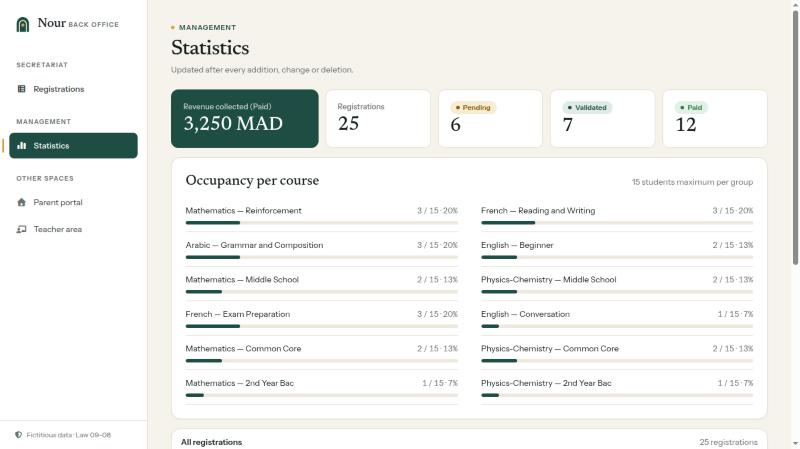 Nour BACK OFFICE
SECRETARIAT
Registrations
MANAGEMENT
Statistics
OTHER SPACES
Parent portal
Teacher area
Fictitious data · Law 09-08
MANAGEMENT
Statistics
Updated after every addition, change or deletion.
Revenue collected (Paid)
3,250 MAD
Registrations
25
Pending
6
Validated
7
Paid
12
Occupancy per course
15 students maximum per group
Mathematics — Reinforcement 3 / 15 · 20%
French — Reading and Writing 3 / 15 · 20%
Arabic — Grammar and Composition 3 / 15 · 20%
English — Beginner 2 / 15 · 13%
Mathematics — Middle School 2 / 15 · 13%
Physics-Chemistry — Middle School 2 / 15 · 13%
French — Exam Preparation 3 / 15 · 20%
English — Conversation 1 / 15 · 7%
Mathematics — Common Core 2 / 15 · 13%
Physics-Chemistry — Common Core 2 / 15 · 13%
Mathematics — 2nd Year Bac 1 / 15 · 7%
Physics-Chemistry — 2nd Year Bac 1 / 15 · 7%
All registrations
25 registrations